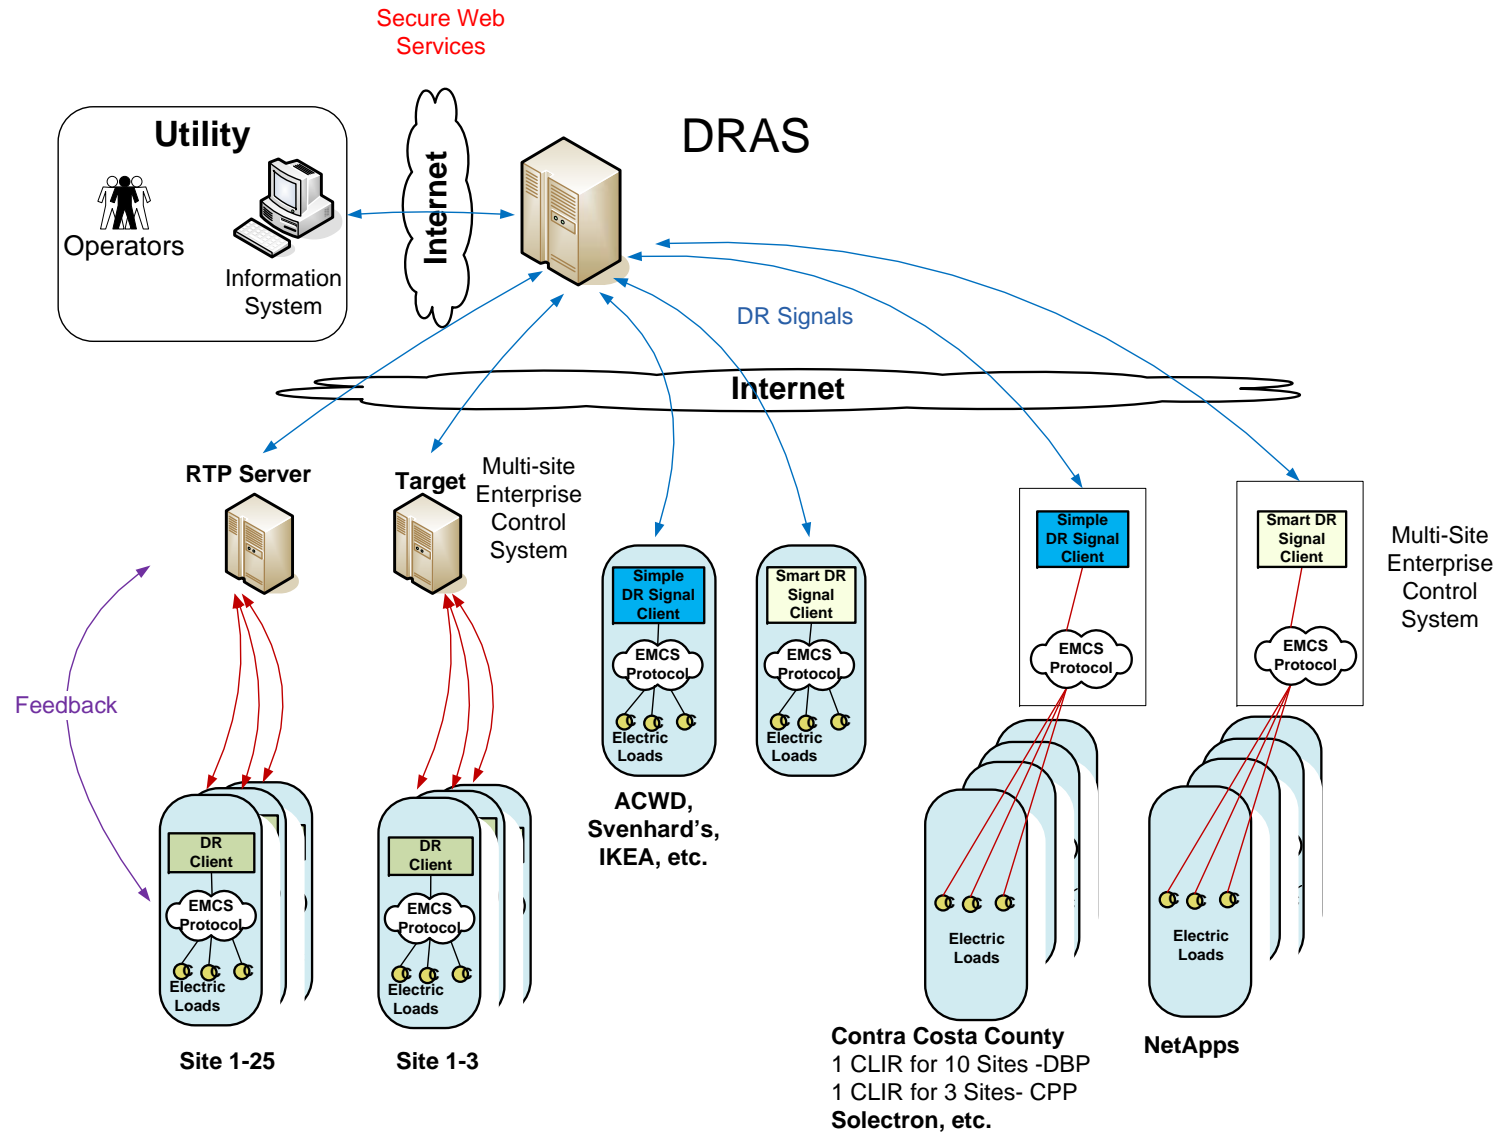 Secure Web
Services
Utility
Operators
Information
System
Internet
DRAS
DR Signals
Internet
RTP Server
Target
Multi-site
Enterprise
Control
System
Simple
DR Signal
Client
EMCS
Protocol
Electric
Loads
ACWD,
Svenhard's,
IKEA, etc.
Smart DR
Signal
Client
EMCS
Protocol
Electric
Loads
Simple
DR Signal
Client
EMCS
Protocol
Electric
Loads
Contra Costa County
1 CLIR for 10 Sites -DBP
1 CLIR for 3 Sites- CPP
Solectron, etc.
Smart DR
Signal
Client
EMCS
Protocol
Electric
Loads
NetApps
Multi-Site
Enterprise
Control
System
Feedback
DR
Client
EMCS
Protocol
C C C
Electric
Loads
Site 1-25
DR
Client
EMCS
Protocol
C C C
Electric
Loads
Site 1-3